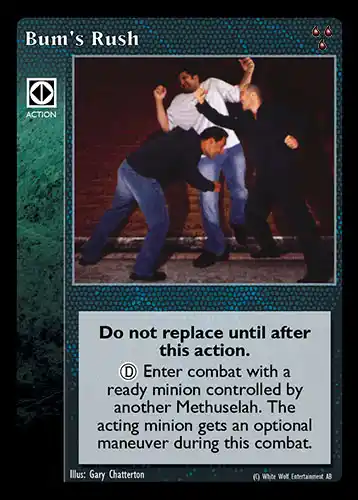 Bum's Rush
ACTION
Do not replace until after
this action.
Ⓓ Enter combat with a
ready minion controlled by
another Methuselah. The
acting minion gets an optional
maneuver during this combat.
Illus: Gary Chatterton
(C) White Wolf Entertainment AB